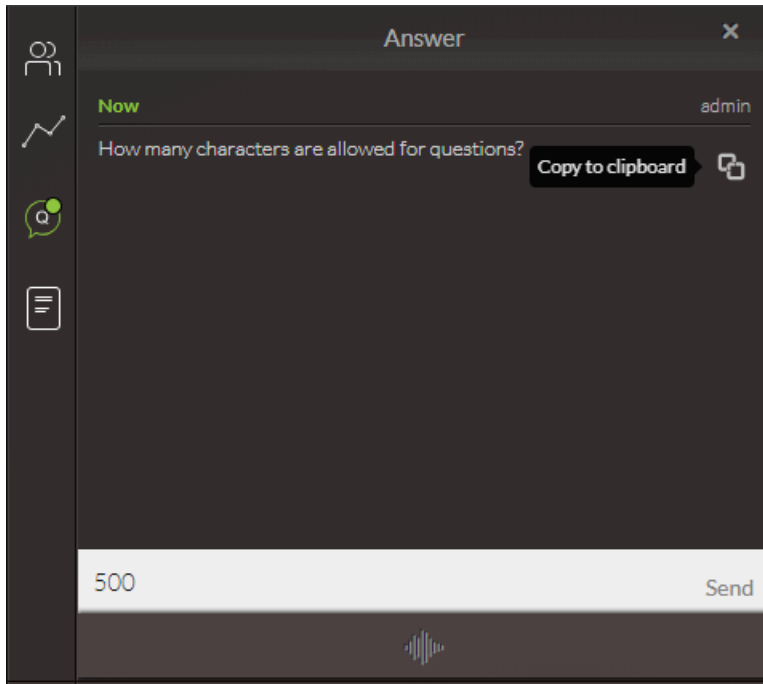 Answer
Now admin
How many characters are allowed for questions?
Copy to clipboard
Q
500 Send